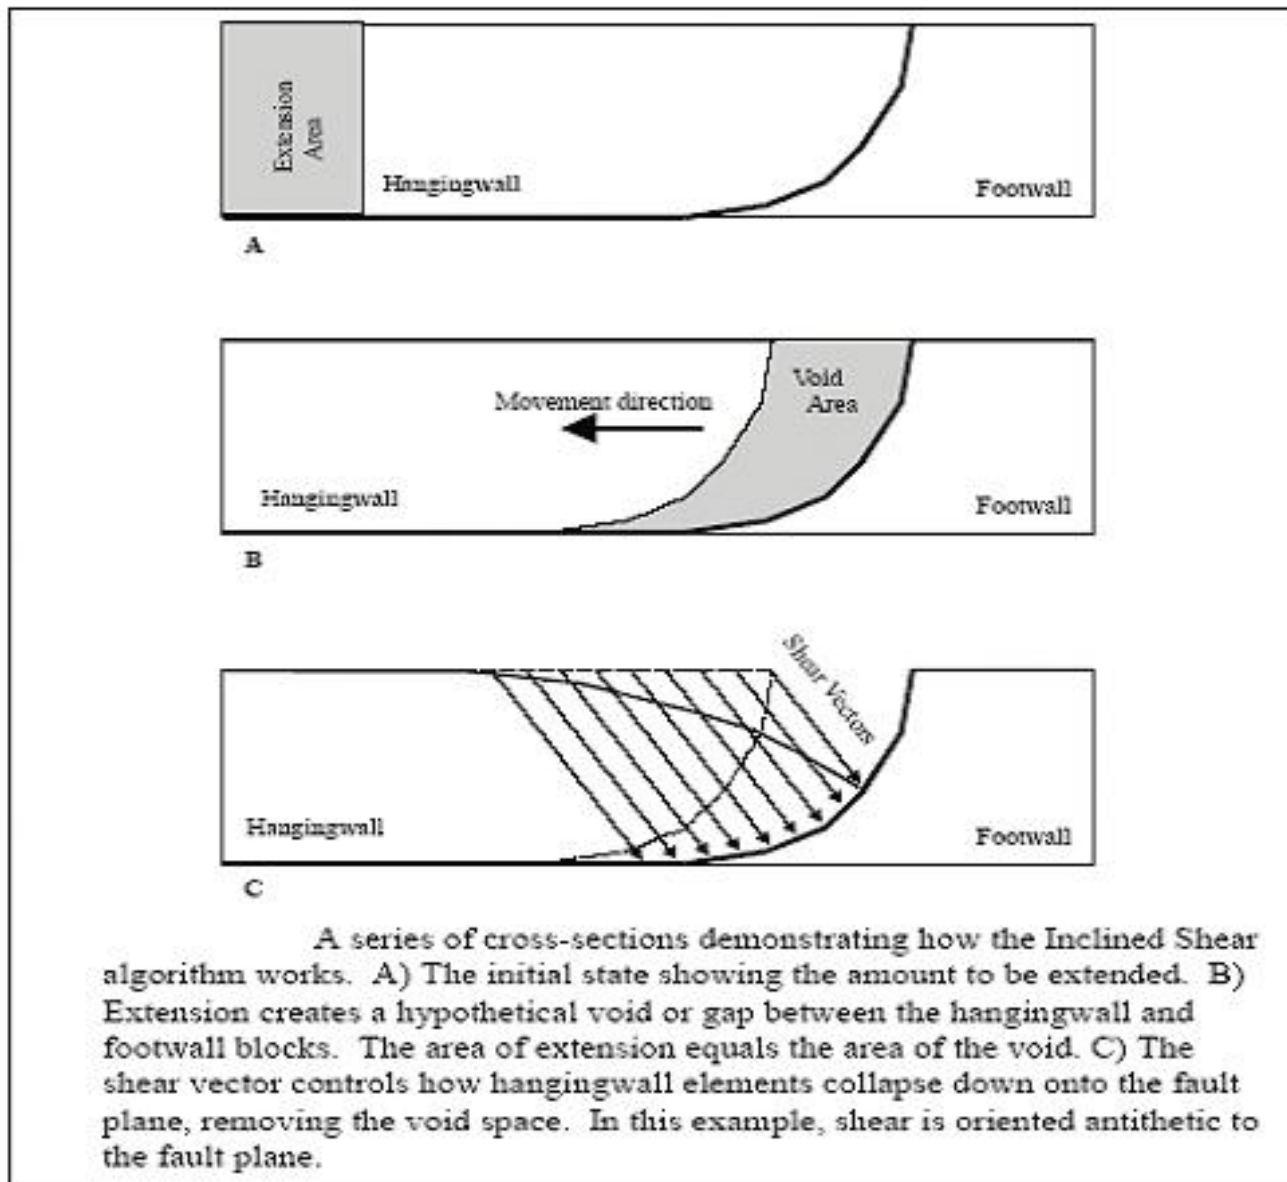 Extension
Area
Hangingwall
Footwall
A
Void
Area
Movement direction
Hangingwall
Footwall
B
Shear Vectors
Hangingwall
Footwall
C
A series of cross-sections demonstrating how the Inclined Shear
algorithm works. A) The initial state showing the amount to be extended. B)
Extension creates a hypothetical void or gap between the hangingwall and
footwall blocks. The area of extension equals the area of the void. C) The
shear vector controls how hangingwall elements collapse down onto the fault
plane, removing the void space. In this example, shear is oriented antithetic to
the fault plane.